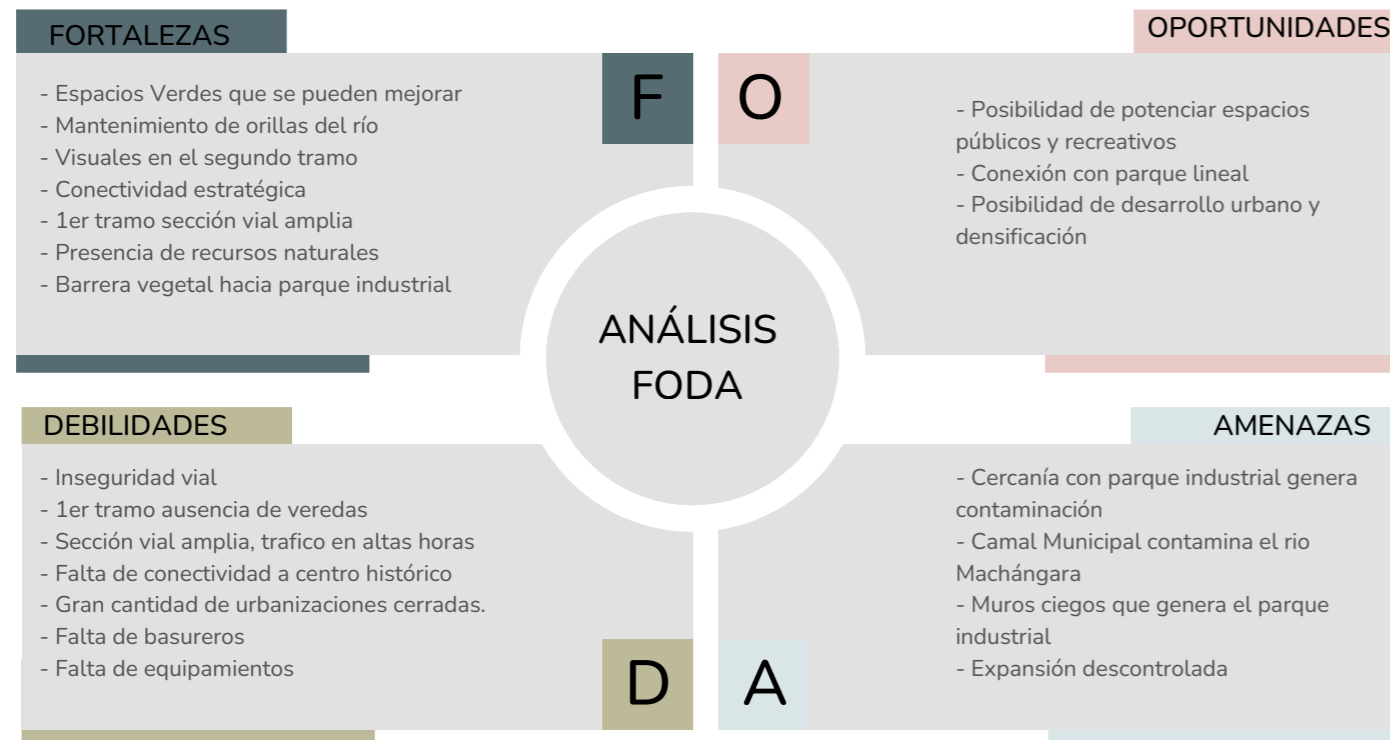 FORTALEZAS
- Espacios Verdes que se pueden mejorar
- Mantenimiento de orillas del río
- Visuales en el segundo tramo
- Conectividad estratégica
- 1er tramo sección vial amplia
- Presencia de recursos naturales
- Barrera vegetal hacia parque industrial
F
O
OPORTUNIDADES
- Posibilidad de potenciar espacios
públicos y recreativos
- Conexión con parque lineal
- Posibilidad de desarrollo urbano y
densificación
ANÁLISIS
FODA
DEBILIDADES
- Inseguridad vial
- 1er tramo ausencia de veredas
- Sección vial amplia, trafico en altas horas
- Falta de conectividad a centro histórico
- Gran cantidad de urbanizaciones cerradas.
- Falta de basureros
- Falta de equipamientos
D
A
AMENAZAS
- Cercanía con parque industrial genera
contaminación
- Camal Municipal contamina el rio
Machángara
- Muros ciegos que genera el parque
industrial
- Expansión descontrolada